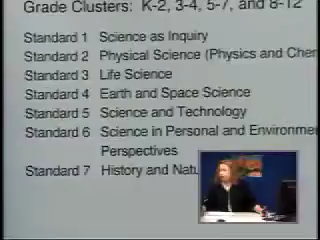 Grade Clusters: K-2, 3-4, 5-7, and 8-12
Standard 1 Science as Inquiry
Standard 2 Physical Science (Physics and Chem
Standard 3 Life Science
Standard 4 Earth and Space Science
Standard 5 Science and Technology
Standard 6 Science in Personal and Environme
Perspectives
Standard 7 History and Natu